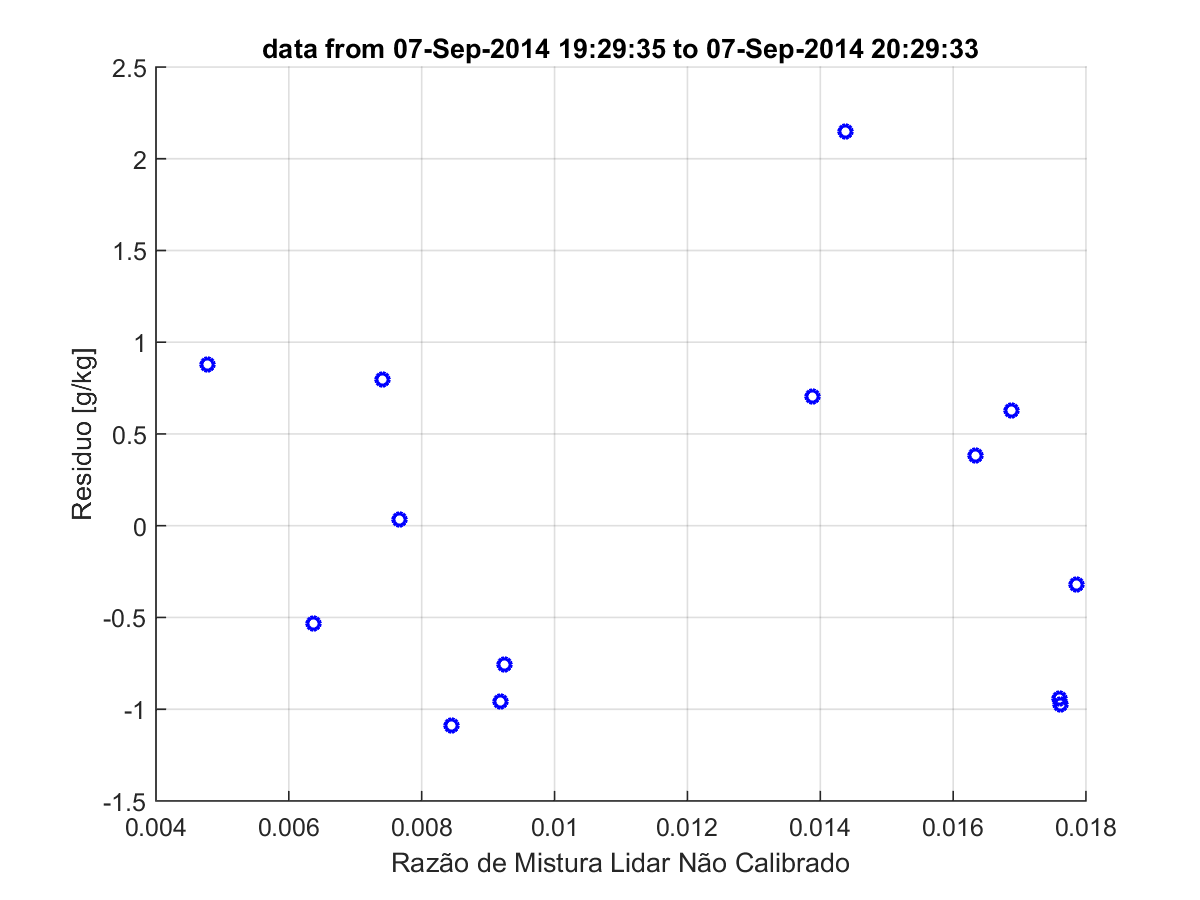 data from 07-Sep-2014 19:29:35 to 07-Sep-2014 20:29:33
2.5
2
1.5
1
0.5
0
-0.5
-1
-1.5
Residuo [g/kg]
0.004 0.006 0.008 0.01 0.012 0.014 0.016 0.018
Razão de Mistura Lidar Não Calibrado